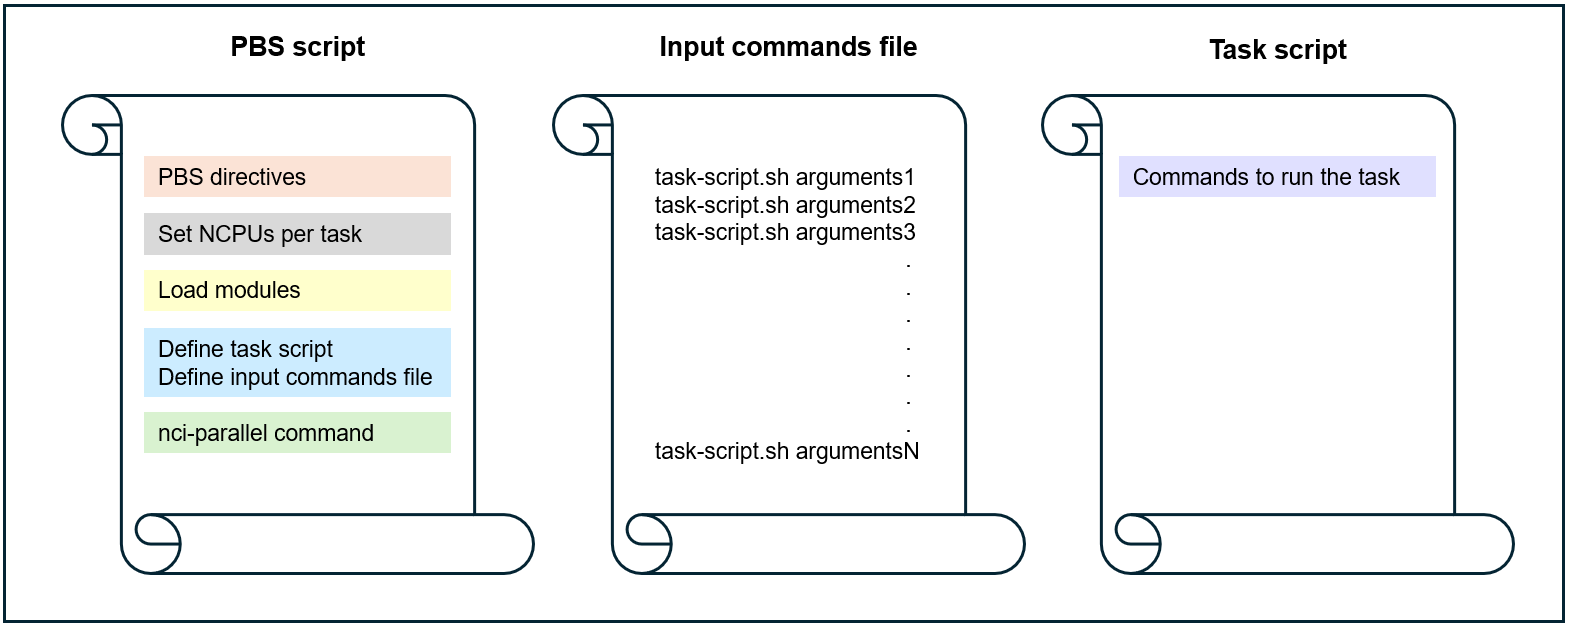 PBS script
PBS directives
Set NCPUs per task
Load modules
Define task script
Define input commands file
nci-parallel command
Input commands file
task-script.sh arguments1
task-script.sh arguments2
task-script.sh arguments3
.
.
.
.
.
.
.
task-script.sh argumentsN
Task script
Commands to run the task